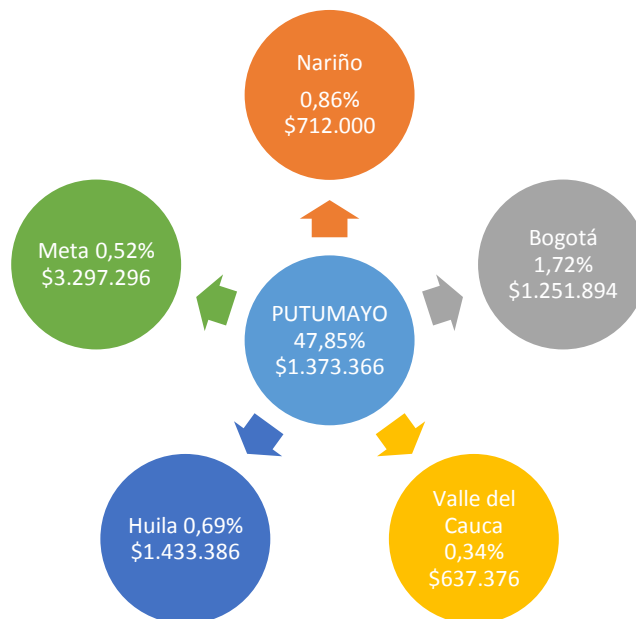 Nariño
0,86%
$712.000
Meta 0,52%
$3.297.296
Bogotá
1,72%
$1.251.894
PUTUMAYO
47,85%
$1.373.366
Huila 0,69%
$1.433.386
Valle del
Cauca
0,34%
$637.376